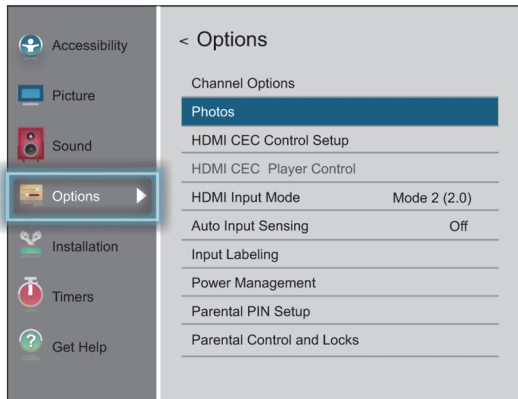 Accessibility
Picture
Sound
Options
Installation
Timers
Get Help
< Options
Channel Options
Photos
HDMI CEC Control Setup
HDMI CEC Player Control
HDMI Input Mode Mode 2 (2.0)
Auto Input Sensing Off
Input Labeling
Power Management
Parental PIN Setup
Parental Control and Locks